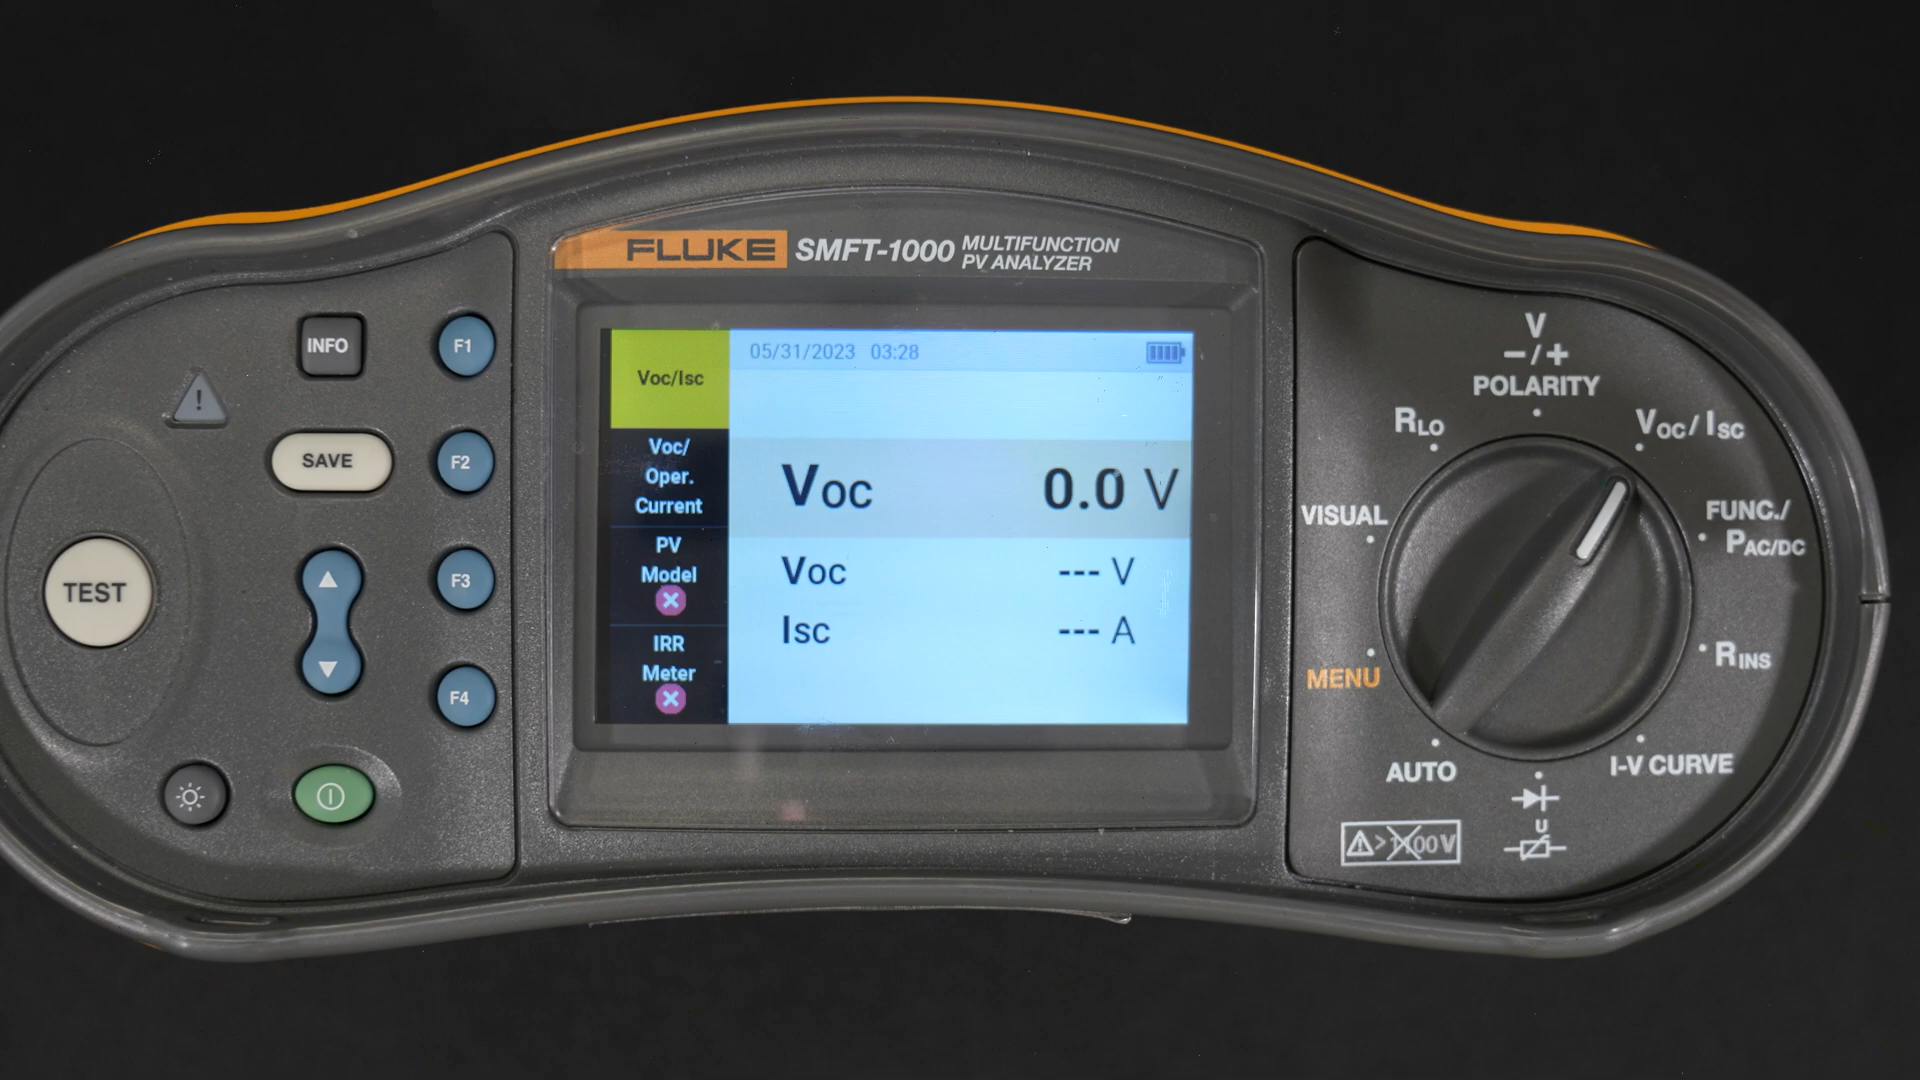 FLUKE SMFT-1000 MULTIFUNCTION
PV ANALYZER
INFO
F1
SAVE
F2
TEST
F3
F4
Voc/Isc
05/31/2023 03:28
Voc/
Oper.
Current
PV
Model
IRR
Meter
Voc 0.0 V
Voc --- V
Isc --- A
V
-/+
POLARITY
RLO
VOC/ISC
VISUAL
FUNC./
PAC/DC
MENU
RINS
AUTO
I-V CURVE
U
>1100V